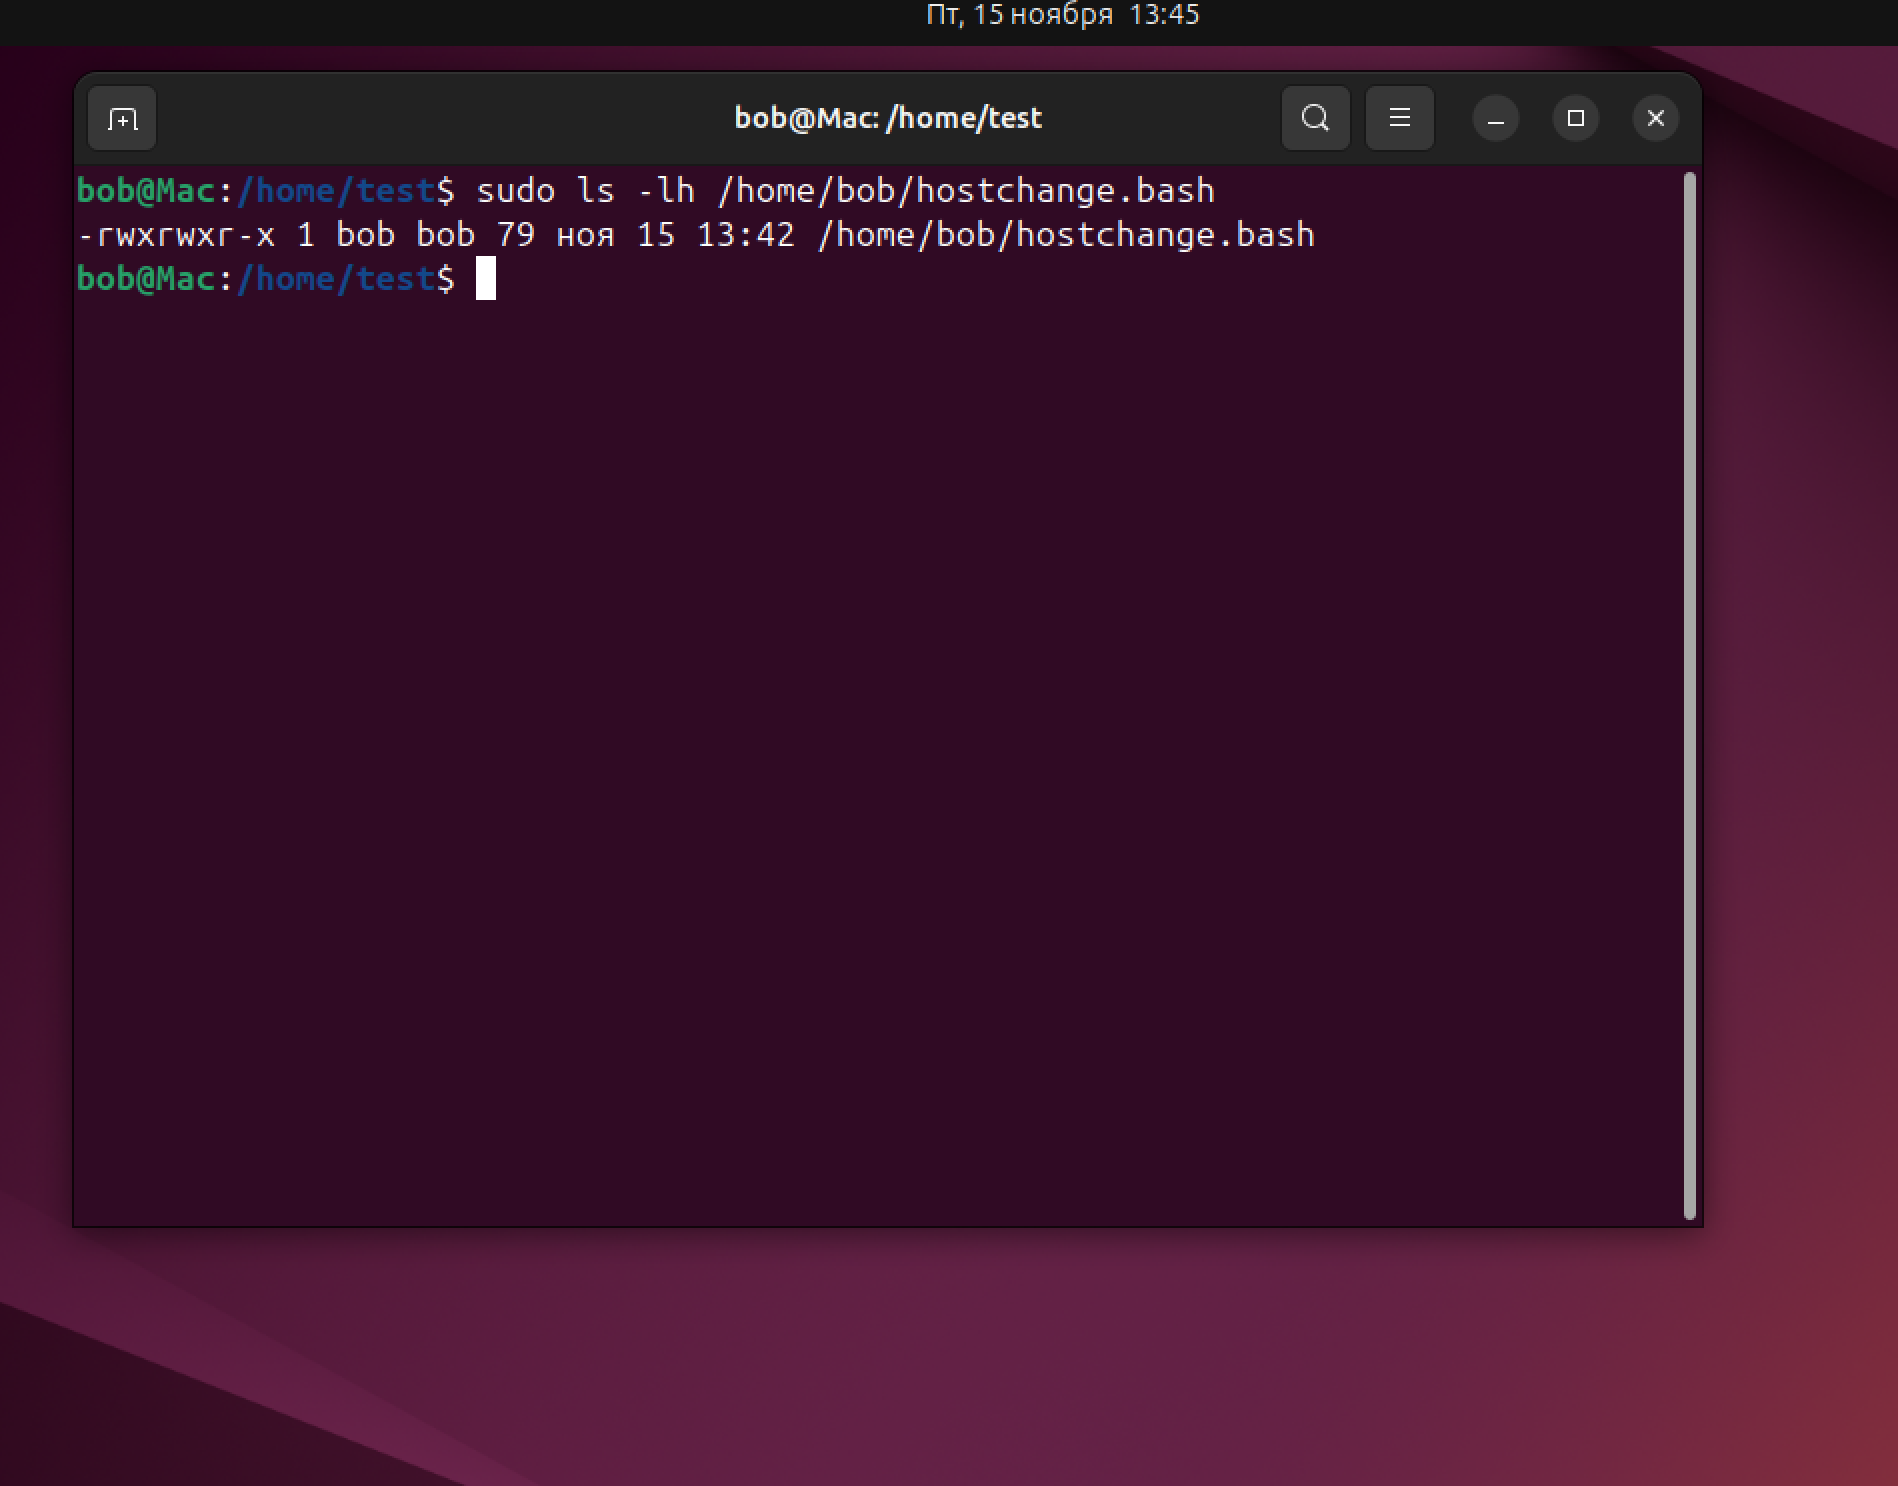 Пт, 15 ноября 13:45
bob@Mac: /home/test
bob@Mac:/home/test$ sudo ls -lh /home/bob/hostchange.bash
-rwxrwxr-x 1 bob bob 79 ноя 15 13:42 /home/bob/hostchange.bash
bob@Mac:/home/test$